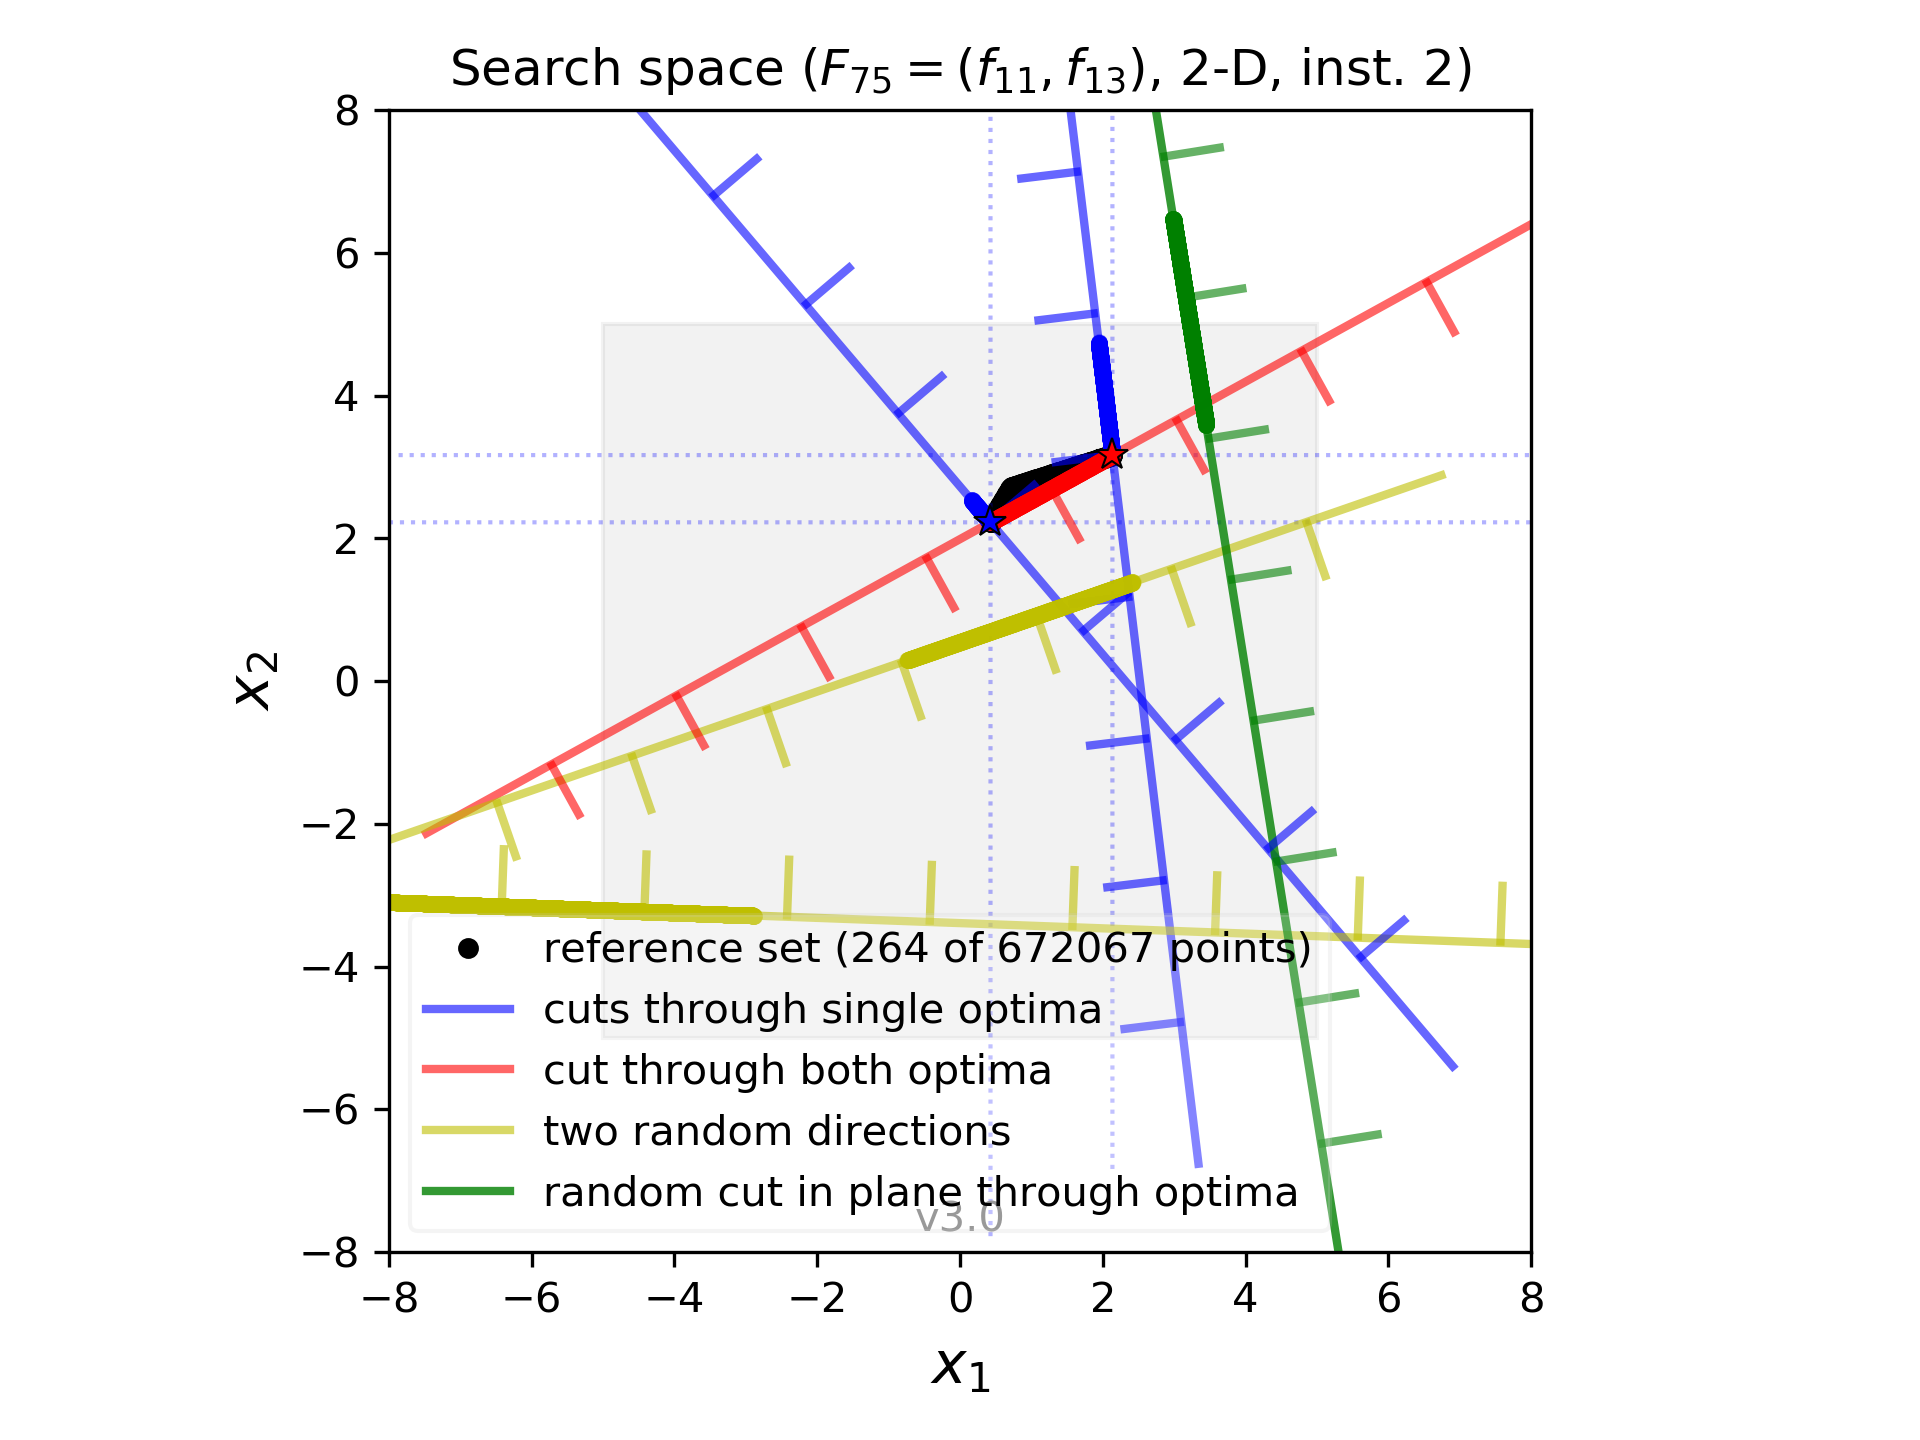 Search space (F₇₅ = (f₁₁, f₁₃), 2-D, inst. 2)
8
6
4
2
0
−2
−4
−6
−8
x₂
reference set (264 of 672067 points)
cuts through single optima
cut through both optima
two random directions
random cut in plane through optima
v3.0
−8 −6 −4 −2 0 2 4 6 8
x₁